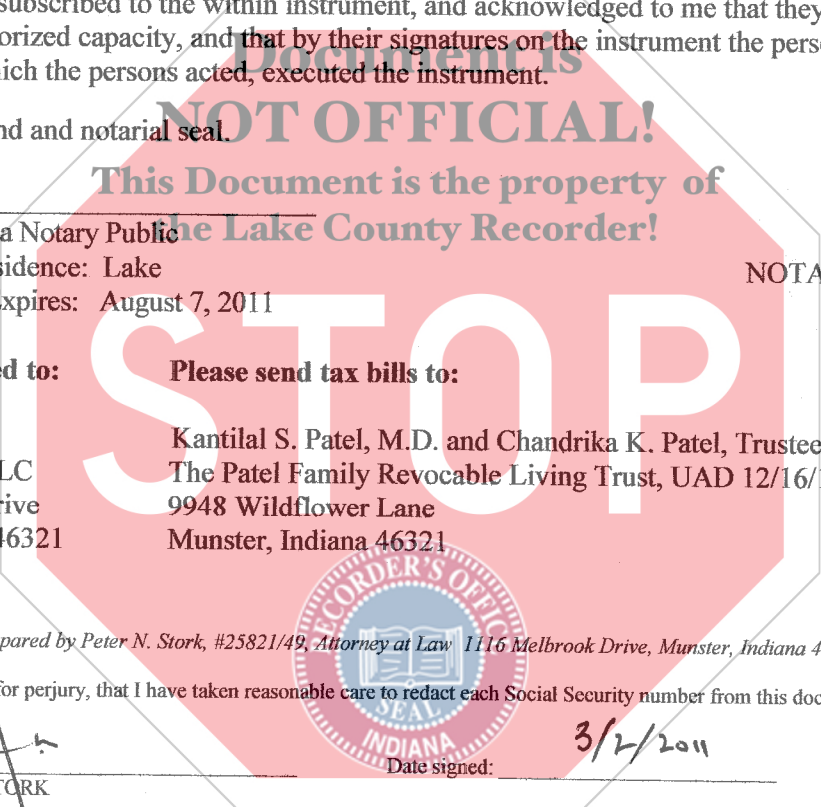 subscribed to the within instrument, and acknowledged to me that they
orized capacity, and that by their signatures on the instrument the pers
ich the persons acted, executed the instrument.
Document is
NOT OFFICIAL!
nd and notarial seal.
This Document is the property of
the Lake County Recorder!
a Notary Public
sidence: Lake
NOTA
xpires: August 7, 2011
STOP
d to: Please send tax bills to:
Kantilal S. Patel, M.D. and Chandrika K. Patel, Trustee
LC The Patel Family Revocable Living Trust, UAD 12/16/
rive 9948 Wildflower Lane
46321 Munster, Indiana 46321
RECORDER'S OFFICE
SEAL
INDIANA
pared by Peter N. Stork, #25821/49, Attorney at Law 1116 Melbrook Drive, Munster, Indiana 4
for perjury, that I have taken reasonable care to redact each Social Security number from this doc
Date signed: 3/2/2011
TORK